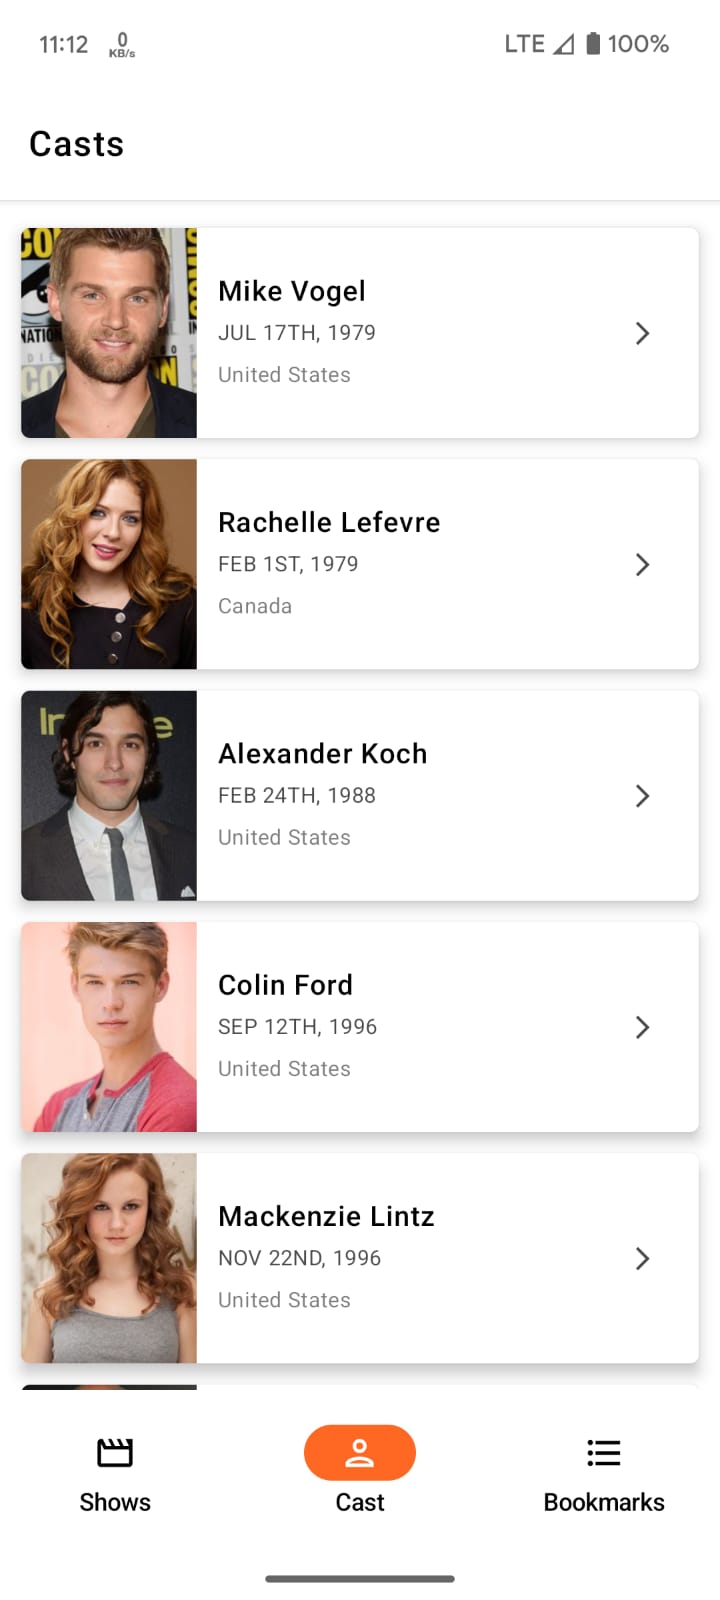 11:12 0 KB/s LTE 100%
Casts
Mike Vogel
JUL 17TH, 1979
United States
Rachelle Lefevre
FEB 1ST, 1979
Canada
Alexander Koch
FEB 24TH, 1988
United States
Colin Ford
SEP 12TH, 1996
United States
Mackenzie Lintz
NOV 22ND, 1996
United States
Shows Cast Bookmarks